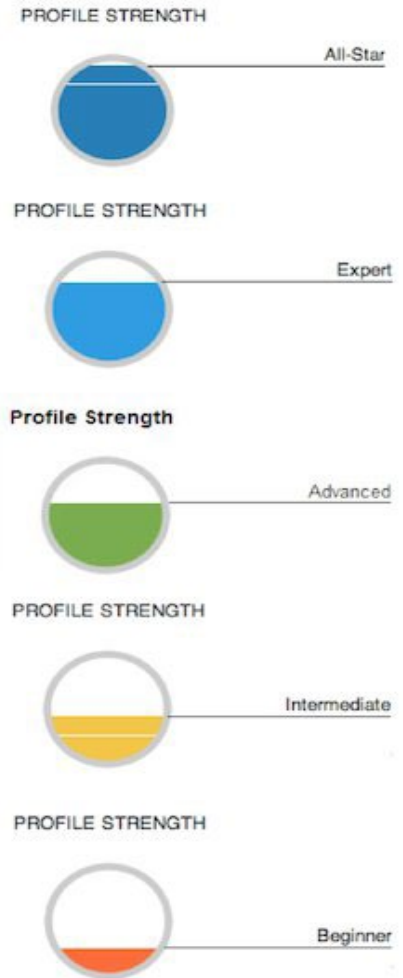 PROFILE STRENGTH
All-Star
PROFILE STRENGTH
Expert
Profile Strength
Advanced
PROFILE STRENGTH
Intermediate
PROFILE STRENGTH
Beginner